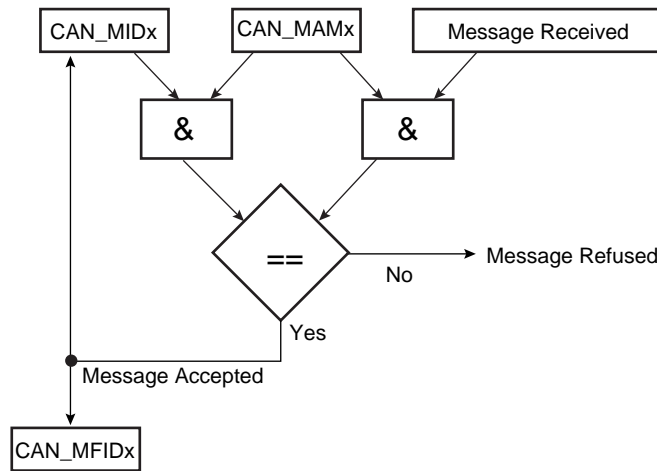 CAN_MIDx
CAN_MAMx
Message Received
&
&
==
No
Message Refused
Yes
Message Accepted
CAN_MFIDx